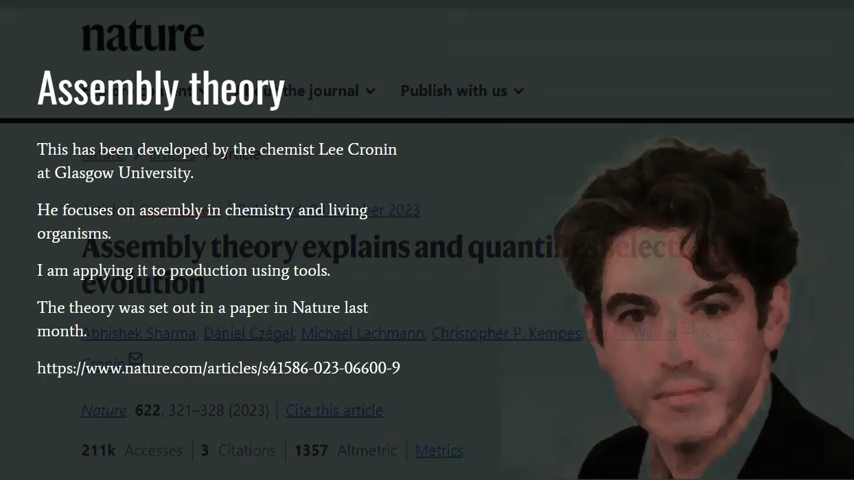 nature
Assembly theory
the journal Publish with us
This has been developed by the chemist Lee Cronin
at Glasgow University.
He focuses on assembly in chemistry and living
organisms.
2023
Assembly theory explains and quantifies selection
evolution
I am applying it to production using tools.
The theory was set out in a paper in Nature last
month.
Abhishek Sharma, Dániel Czégel, Michael Lachmann, Christopher P. Kempes,
Cronin
https://www.nature.com/articles/s41586-023-06600-9
Nature 622, 321–328 (2023) Cite this article
211k Accesses 3 Citations 1357 Altmetric Metrics